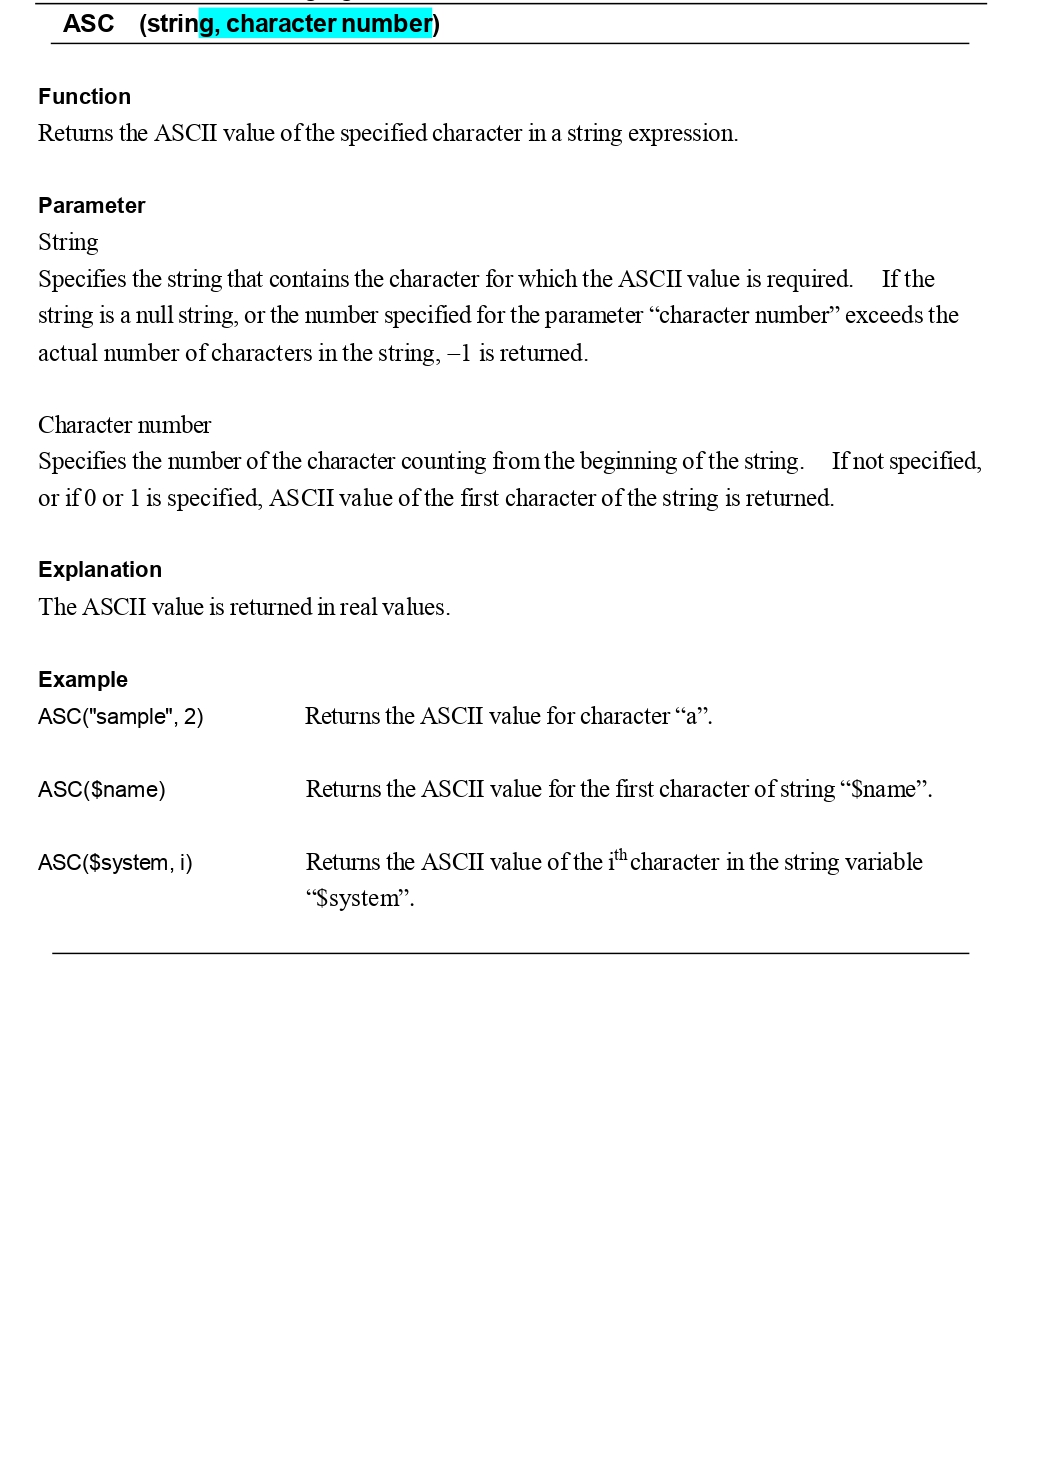 ASC (string, character number)
Function
Returns the ASCII value of the specified character in a string expression.
Parameter
String
Specifies the string that contains the character for which the ASCII value is required. If the
string is a null string, or the number specified for the parameter “character number” exceeds the
actual number of characters in the string, –1 is returned.
Character number
Specifies the number of the character counting from the beginning of the string. If not specified,
or if 0 or 1 is specified, ASCII value of the first character of the string is returned.
Explanation
The ASCII value is returned in real values.
Example
ASC("sample", 2) Returns the ASCII value for character “a”.
ASC($name) Returns the ASCII value for the first character of string “$name”.
ASC($system, i) Returns the ASCII value of the ith character in the string variable
“$system”.